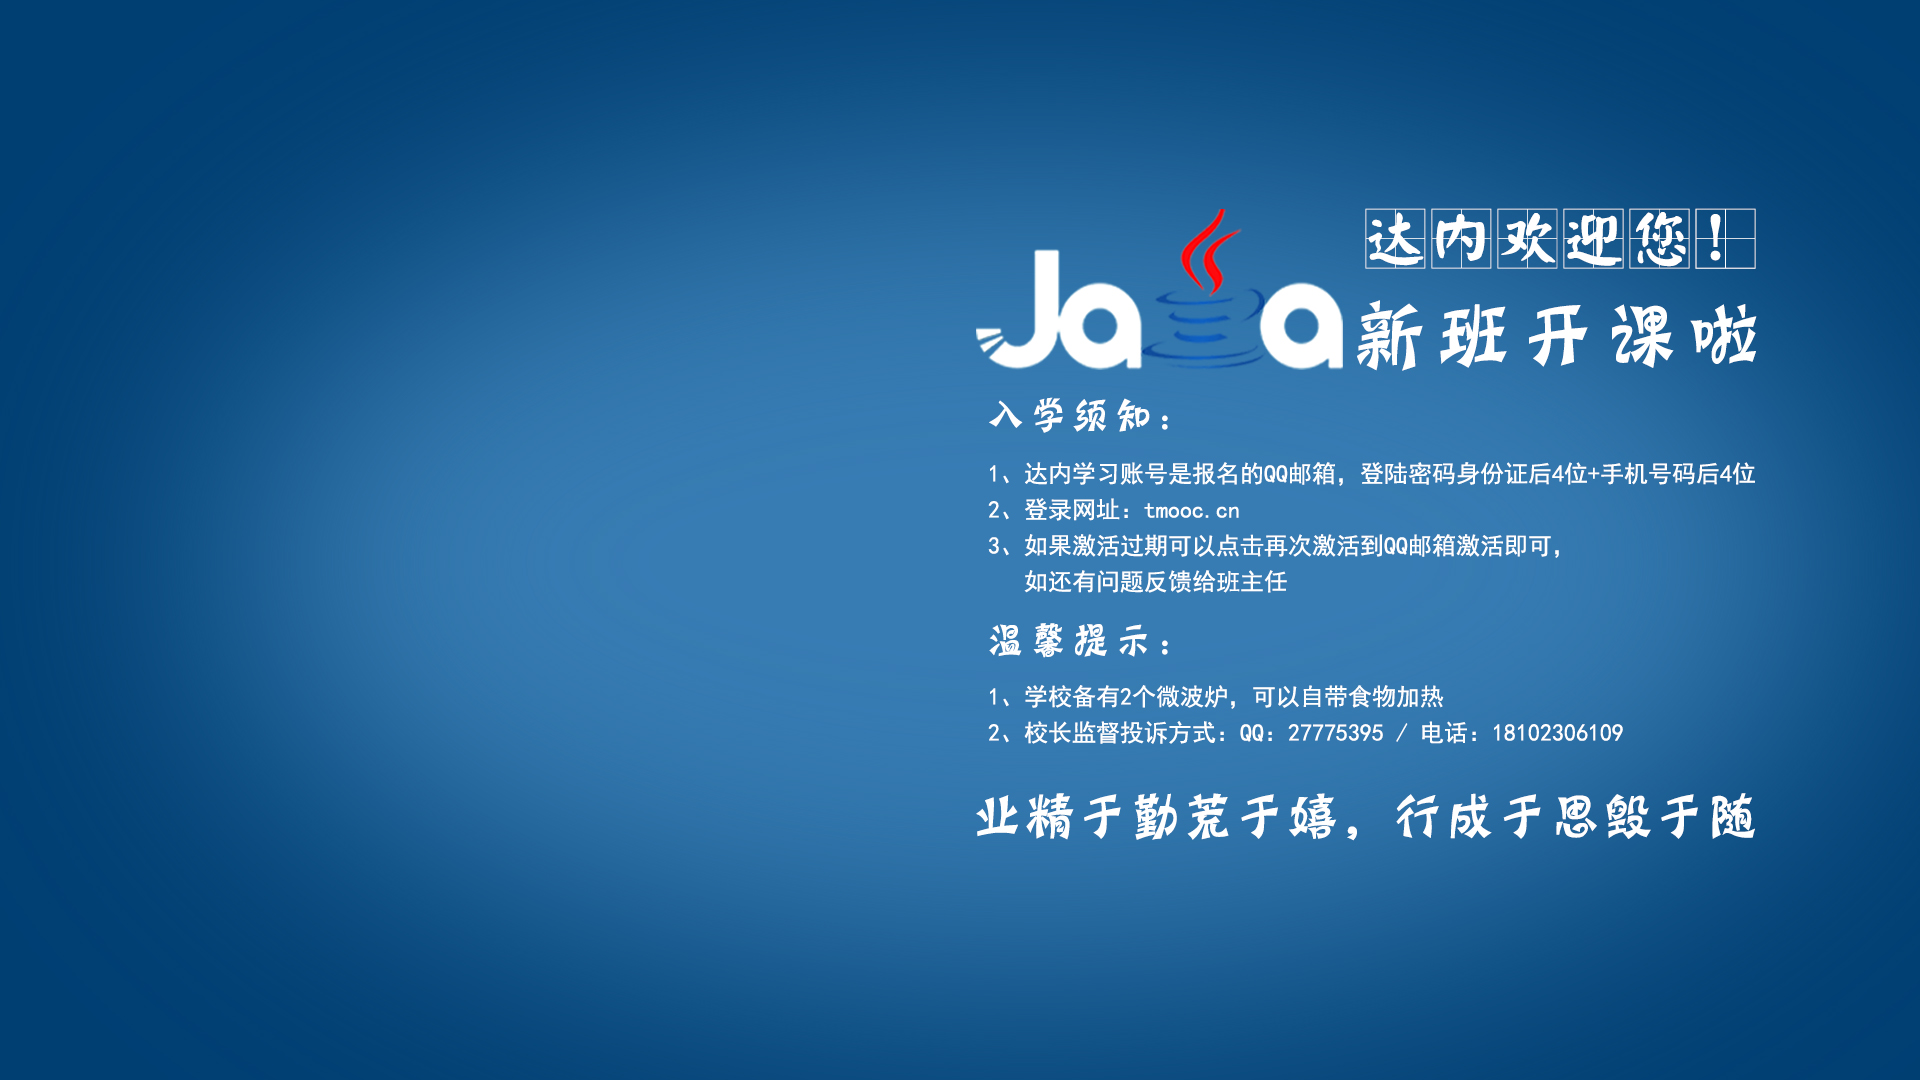 达内欢迎您!
Java新班开课啦
入学须知:
1、达内学习账号是报名的QQ邮箱,登陆密码身份证后4位+手机号码后4位
2、登录网址:tmooc.cn
3、如果激活过期可以点击再次激活到QQ邮箱激活即可,
如还有问题反馈给班主任
温馨提示:
1、学校备有2个微波炉,可以自带食物加热
2、校长监督投诉方式:QQ:27775395 / 电话:18102306109
业精于勤荒于嬉,行成于思毁于随